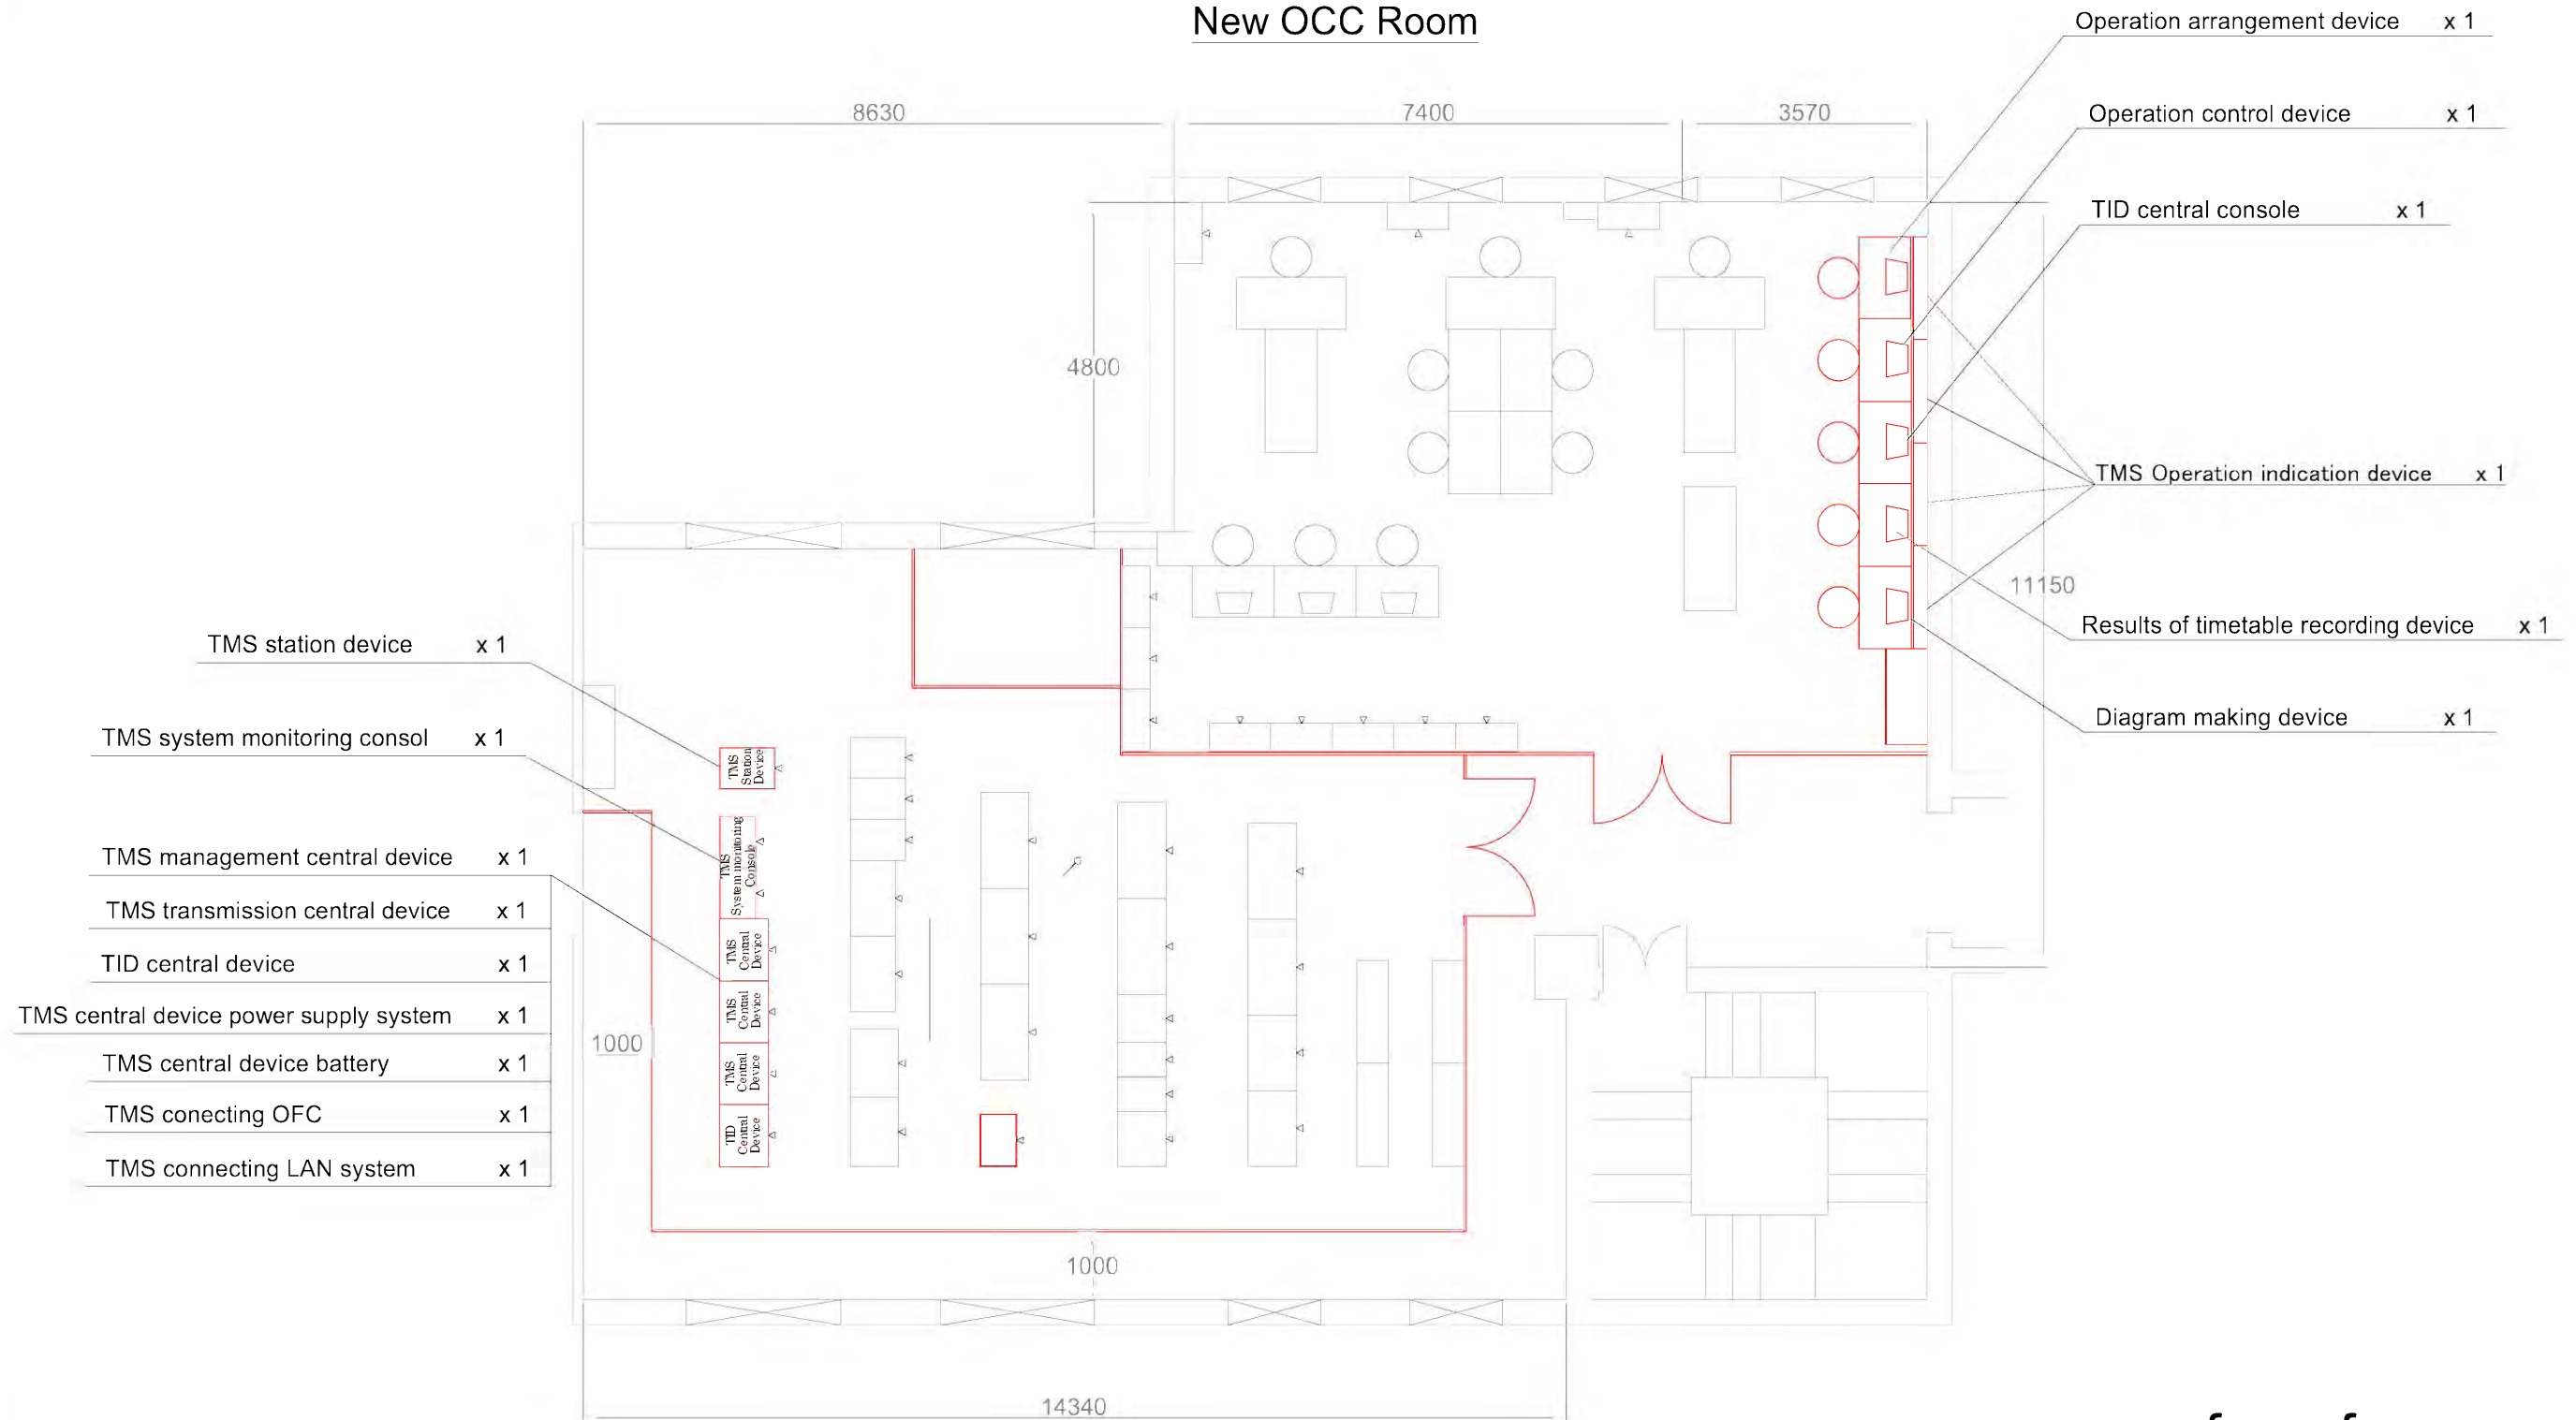 New OCC Room
Operation arrangement device x 1
8630
7400
3570
Operation control device x 1
TID central console x 1
4800
TMS Operation indication device x 1
11150
Results of timetable recording device x 1
Diagram making device x 1
TMS station device x 1
TMS system monitoring consol x 1
TMS management central device x 1
TMS transmission central device x 1
TID central device x 1
TMS central device power supply system x 1
TMS central device battery x 1
TMS conecting OFC x 1
TMS connecting LAN system x 1
TMS
Station
Device
TMS
System monitoring
Console
TMS
Central
Device
TMS
Central
Device
TMS
Central
Device
TID
Central
Device
1000
1000
14340